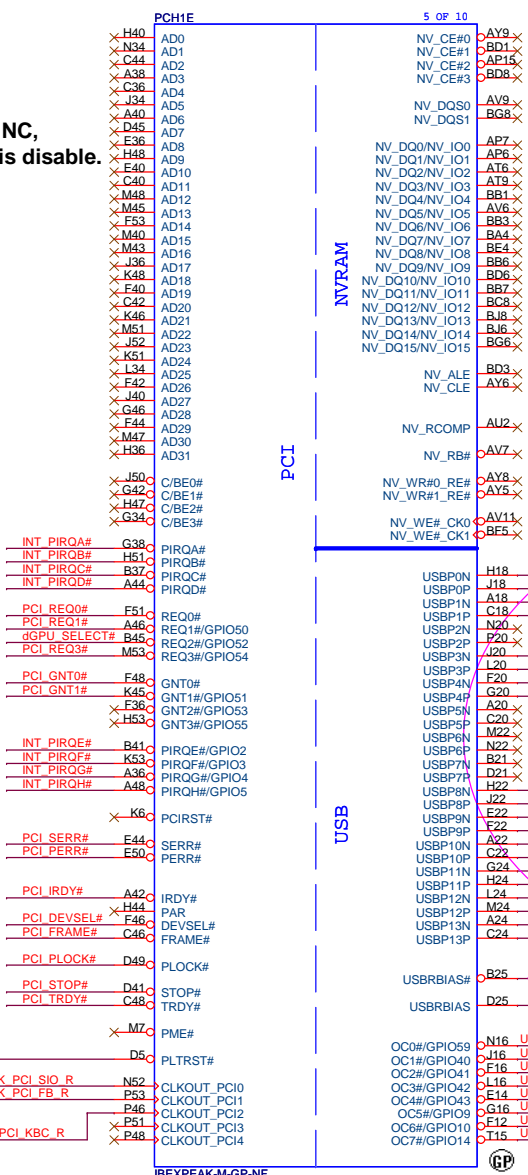 PCH1E
5 OF 10
NC,
is disable.
H40 AD0
N34 AD1
C44 AD2
A38 AD3
C36 AD4
J34 AD5
A40 AD6
D45 AD7
E36 AD8
H48 AD9
E40 AD10
C40 AD11
M48 AD12
M45 AD13
F53 AD14
M40 AD15
M43 AD16
J36 AD17
K48 AD18
F40 AD19
C42 AD20
K46 AD21
M51 AD22
J52 AD23
K51 AD24
L34 AD25
F42 AD26
J40 AD27
G46 AD28
F44 AD29
M47 AD30
H36 AD31
J50 C/BE0#
G42 C/BE1#
H47 C/BE2#
G34 C/BE3#
INT_PIRQA# G38 PIRQA#
INT_PIRQB# H51 PIRQB#
INT_PIRQC# B37 PIRQC#
INT_PIRQD# A44 PIRQD#
PCI_REQ0# F51 REQ0#
PCI_REQ1# A46 REQ1#/GPIO50
dGPU_SELECT# B45 REQ2#/GPIO52
PCI_REQ3# M53 REQ3#/GPIO54
PCI_GNT0# F48 GNT0#
PCI_GNT1# K45 GNT1#/GPIO51
F36 GNT2#/GPIO53
H53 GNT3#/GPIO55
INT_PIRQE# B41 PIRQE#/GPIO2
INT_PIRQF# K53 PIRQF#/GPIO3
INT_PIRQG# A36 PIRQG#/GPIO4
INT_PIRQH# A48 PIRQH#/GPIO5
K6 PCIRST#
PCI_SERR# E44 SERR#
PCI_PERR# E50 PERR#
PCI_IRDY# A42 IRDY#
H44 PAR
PCI_DEVSEL# F46 DEVSEL#
PCI_FRAME# C46 FRAME#
PCI_PLOCK# D49 PLOCK#
PCI_STOP# D41 STOP#
PCI_TRDY# C48 TRDY#
M7 PME#
D5 PLTRST#
K_PCI_SIO_R N52 CLKOUT_PCI0
K_PCI_FB_R P53 CLKOUT_PCI1
P46 CLKOUT_PCI2
P51 CLKOUT_PCI3
PCI_KBC_R P48 CLKOUT_PCI4
PCI
NVRAM
USB
NV_CE#0 AY9
NV_CE#1 BD1
NV_CE#2 AP15
NV_CE#3 BD8
NV_DQS0 AV9
NV_DQS1 BG8
NV_DQ0/NV_IO0 AP7
NV_DQ1/NV_IO1 AP6
NV_DQ2/NV_IO2 AT6
NV_DQ3/NV_IO3 AT9
NV_DQ4/NV_IO4 BB1
NV_DQ5/NV_IO5 AV6
NV_DQ6/NV_IO6 BB3
NV_DQ7/NV_IO7 BA4
NV_DQ8/NV_IO8 BE4
NV_DQ9/NV_IO9 BB6
NV_DQ10/NV_IO10 BD6
NV_DQ11/NV_IO11 BB7
NV_DQ12/NV_IO12 BC8
NV_DQ13/NV_IO13 BJ8
NV_DQ14/NV_IO14 BJ6
NV_DQ15/NV_IO15 BG6
NV_ALE BD3
NV_CLE AY6
NV_RCOMP AU2
NV_RB# AV7
NV_WR#0_RE# AY8
NV_WR#1_RE# AY5
NV_WE#_CK0 AV11
NV_WE#_CK1 BF5
USBP0N H18
USBP0P J18
USBP1N A18
USBP1P C18
USBP2N N20
USBP2P P20
USBP3N J20
USBP3P L20
USBP4N F20
USBP4P G20
USBP5N A20
USBP5P C20
USBP6N M22
USBP6P N22
USBP7N B21
USBP7P D21
USBP8N H22
USBP8P J22
USBP9N E22
USBP9P F22
USBP10N A22
USBP10P C22
USBP11N G24
USBP11P H24
USBP12N L24
USBP12P M24
USBP13N A24
USBP13P C24
USBRBIAS# B25
USBRBIAS D25
OC0#/GPIO59 N16 U
OC1#/GPIO40 J16 U
OC2#/GPIO41 F16 U
OC3#/GPIO42 L16 U
OC4#/GPIO43 E14 U
OC5#/GPIO9 G16 U
OC6#/GPIO10 F12 U
OC7#/GPIO14 T15 U
IBEXPEAK-M-GP-NF
GP